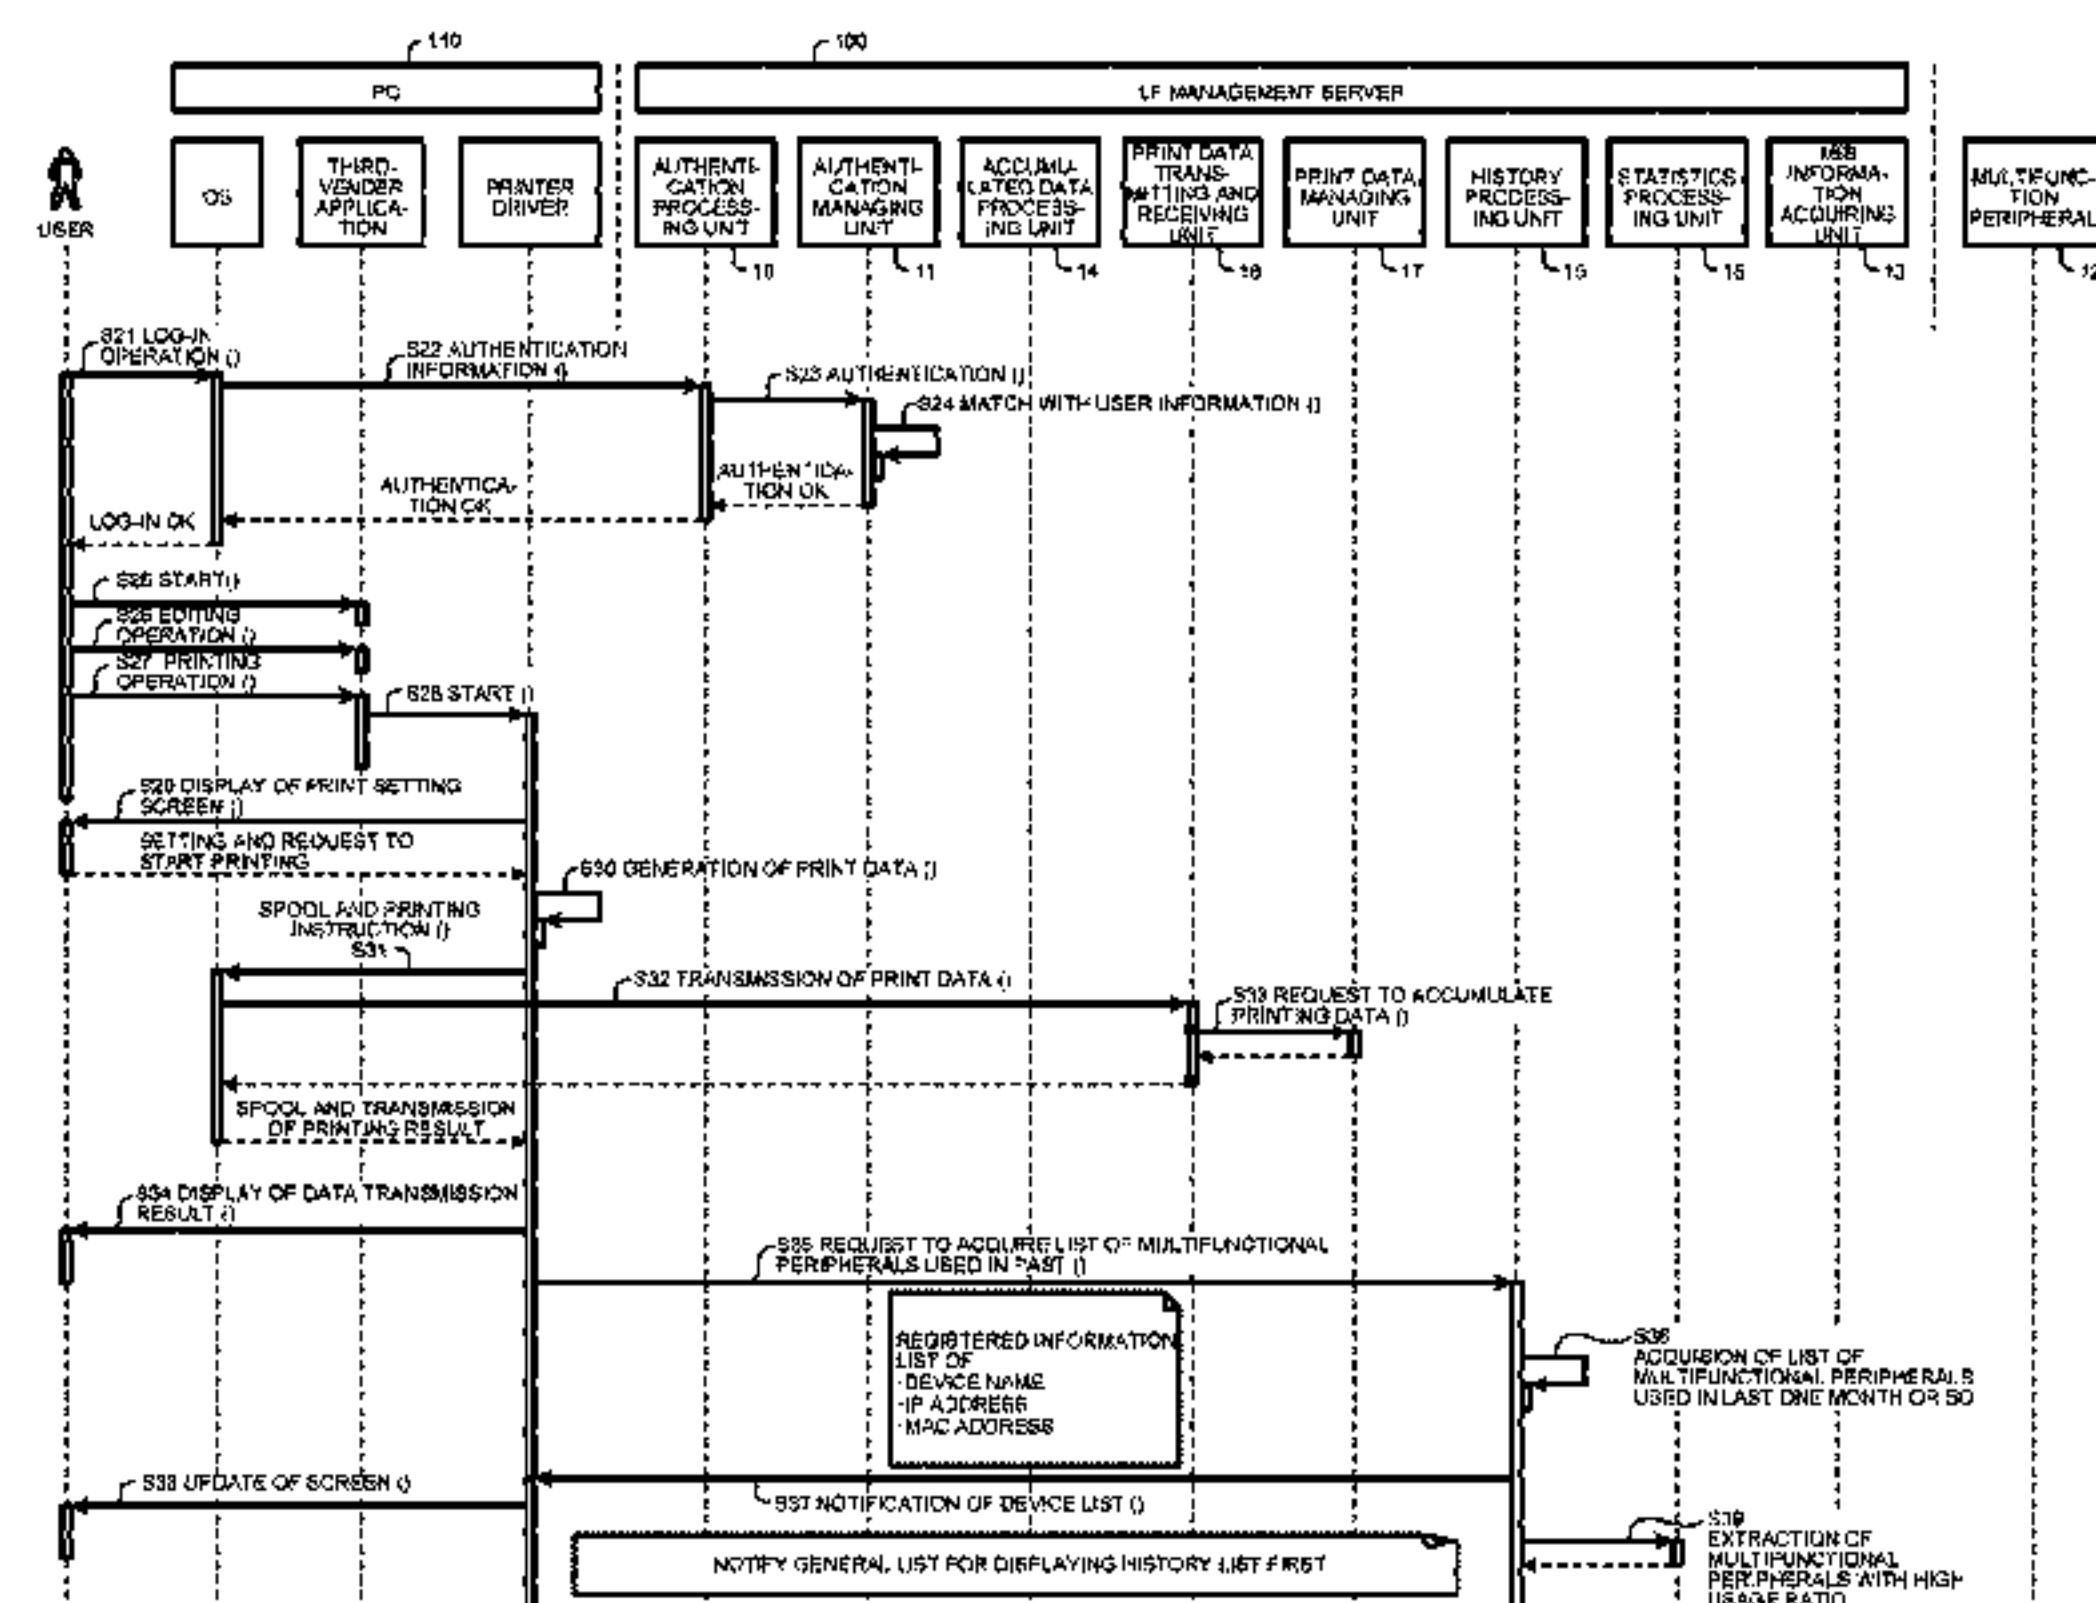 110
100
PC
LF MANAGEMENT SERVER
USER
OS
THIRD-
VENDER
APPLICA-
TION
PRINTER
DRIVER
AUTHENTI-
CATION
PROCESS-
ING UNIT
AUTHENTI-
CATION
MANAGING
UNIT
ACCUMU-
LATED DATA
PROCESS-
ING UNIT
PRINT DATA
TRANS-
MITTING AND
RECEIVING
UNIT
PRINT DATA
MANAGING
UNIT
HISTORY
PROCESS-
ING UNIT
STATISTICS
PROCESS-
ING UNIT
INFORMA-
TION
ACQUIRING
UNIT
MULTIFUNC-
TION
PERIPHERAL
10
11
14
17
13
12
S21 LOG-IN
OPERATION ()
S22 AUTHENTICATION
INFORMATION ()
S23 AUTHENTICATION ()
S24 MATCH WITH USER INFORMATION ()
AUTHENTICA-
TION OK
AUTHENTICA-
TION OK
LOG-IN OK
S25 START()
S26 EDITING
OPERATION ()
S27 PRINTING
OPERATION ()
S28 START ()
S29 DISPLAY OF PRINT SETTING
SCREEN ()
SETTING AND REQUEST TO
START PRINTING
S30 GENERATION OF PRINT DATA ()
SPOOL AND PRINTING
INSTRUCTION ()
S31
S32 TRANSMISSION OF PRINT DATA ()
S33 REQUEST TO ACCUMULATE
PRINTING DATA ()
SPOOL AND TRANSMISSION
OF PRINTING RESULT
S34 DISPLAY OF DATA TRANSMISSION
RESULT ()
S35 REQUEST TO ACQUIRE LIST OF MULTIFUNCTIONAL
PERIPHERALS USED IN PAST ()
REGISTERED INFORMATION
LIST OF
·DEVICE NAME
·IP ADDRESS
·MAC ADDRESS
S36
ACQUISION OF LIST OF
MULTIFUNCTIONAL PERIPHERALS
USED IN LAST ONE MONTH OR SO
S38 UPDATE OF SCREEN ()
S37 NOTIFICATION OF DEVICE LIST ()
NOTIFY GENERAL LIST FOR DISPLAYING HISTORY LIST FIRST
S39
EXTRACTION OF
MULTIFUNCTIONAL
PERIPHERALS WITH HIGH
USAGE RATIO